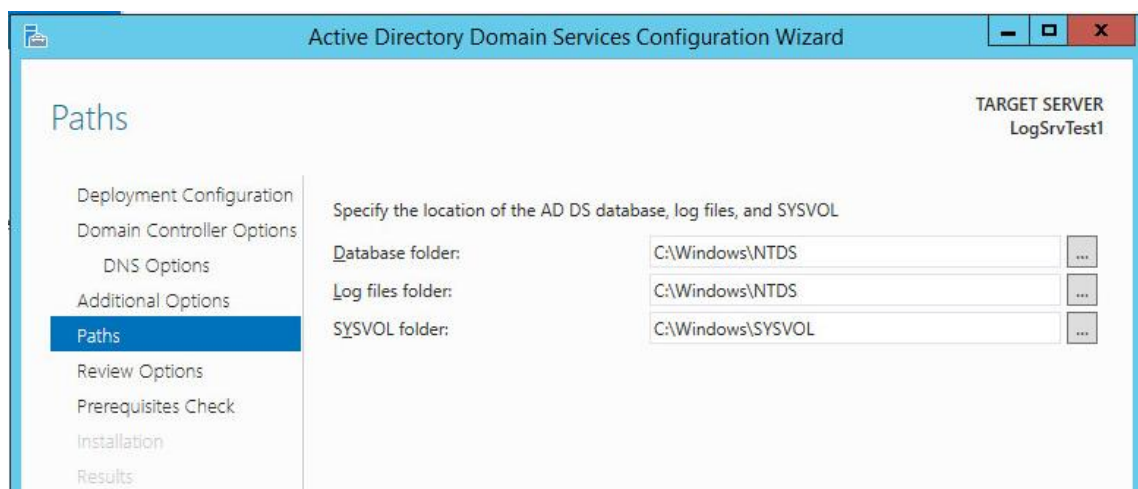 Active Directory Domain Services Configuration Wizard
Paths
TARGET SERVER
LogSrvTest1
Deployment Configuration
Domain Controller Options
DNS Options
Additional Options
Paths
Review Options
Prerequisites Check
Installation
Results
Specify the location of the AD DS database, log files, and SYSVOL
Database folder: C:\Windows\NTDS ...
Log files folder: C:\Windows\NTDS ...
SYSVOL folder: C:\Windows\SYSVOL ...